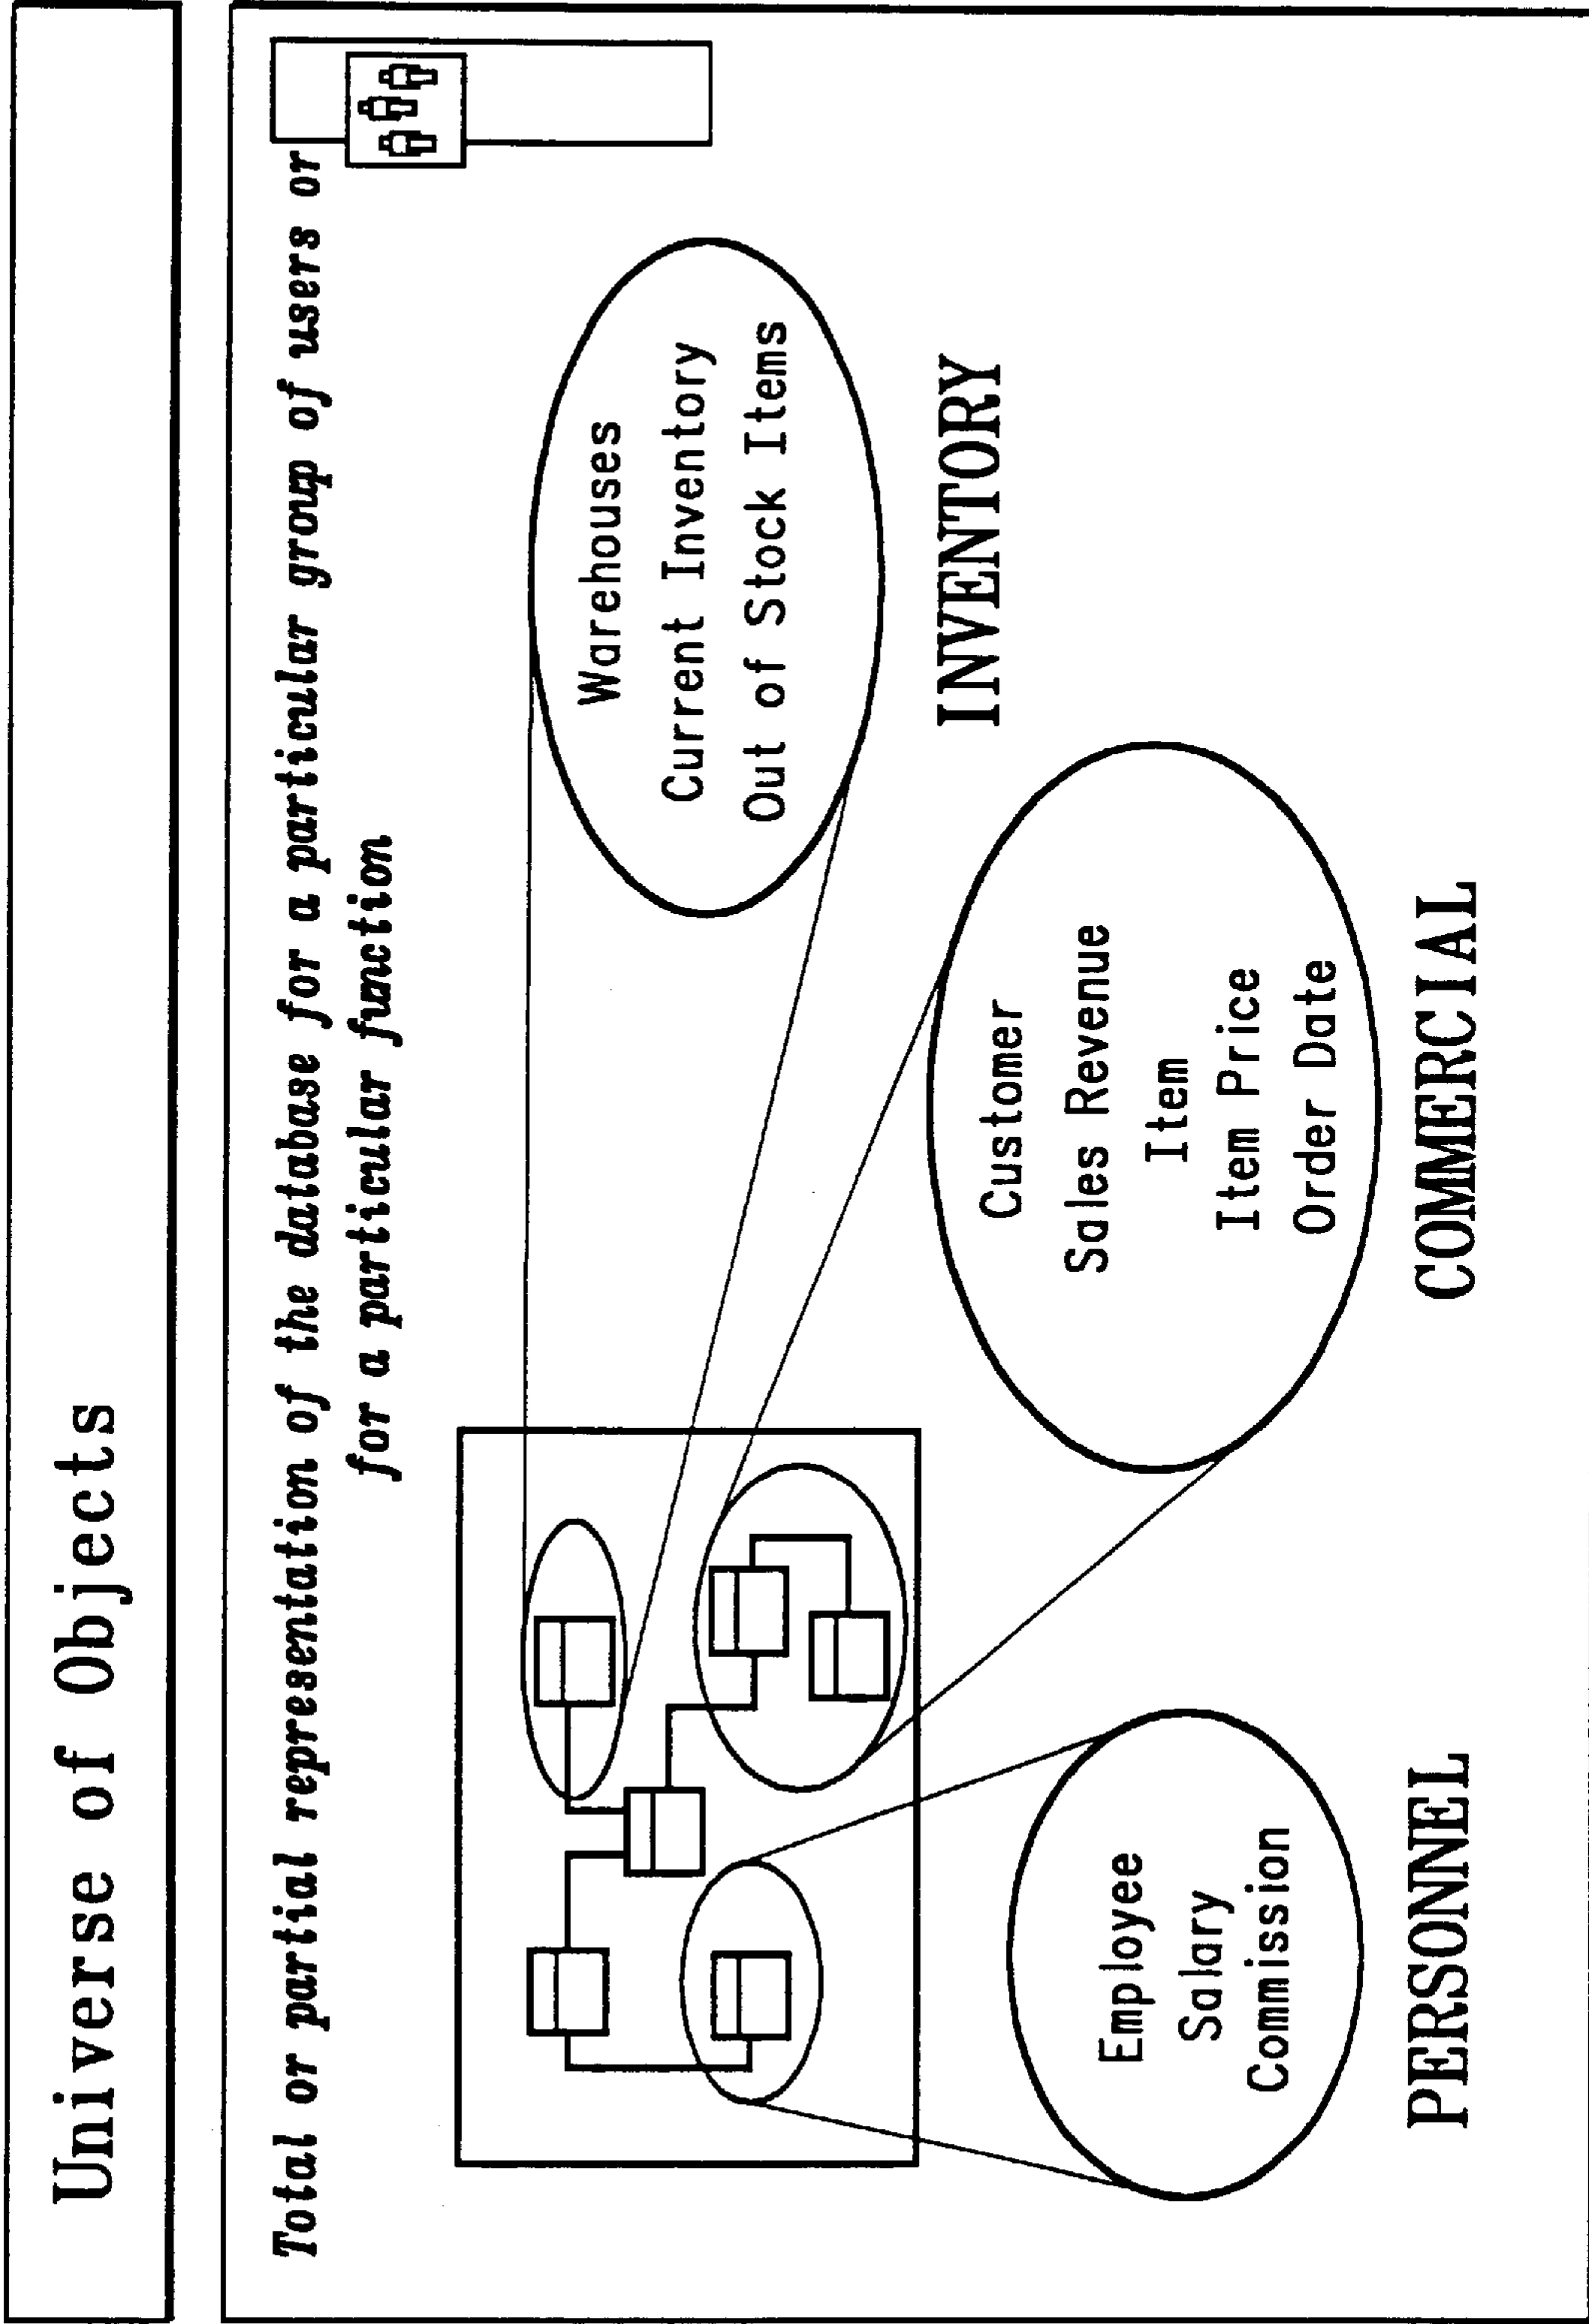 Universe of Objects
Total or partial representation of the database for a particular group of users or
for a particular function
Warehouses
Current Inventory
Out of Stock Items
INVENTORY
Customer
Sales Revenue
Item
Item Price
Order Date
COMMERCIAL
Employee
Salary
Commission
PERSONNEL